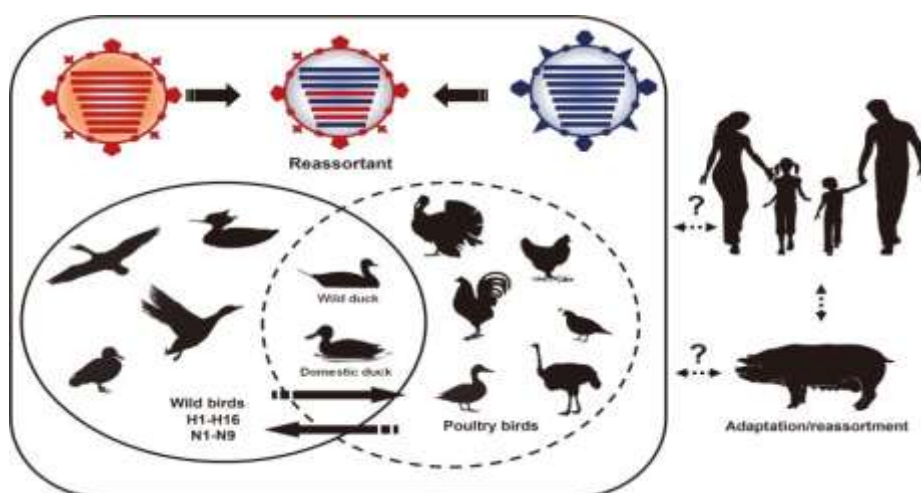 Reassortant
?
Wild duck
Domestic duck
?
Wild birds
H1-H16
N1-N9
Poultry birds
Adaptation/reassortment